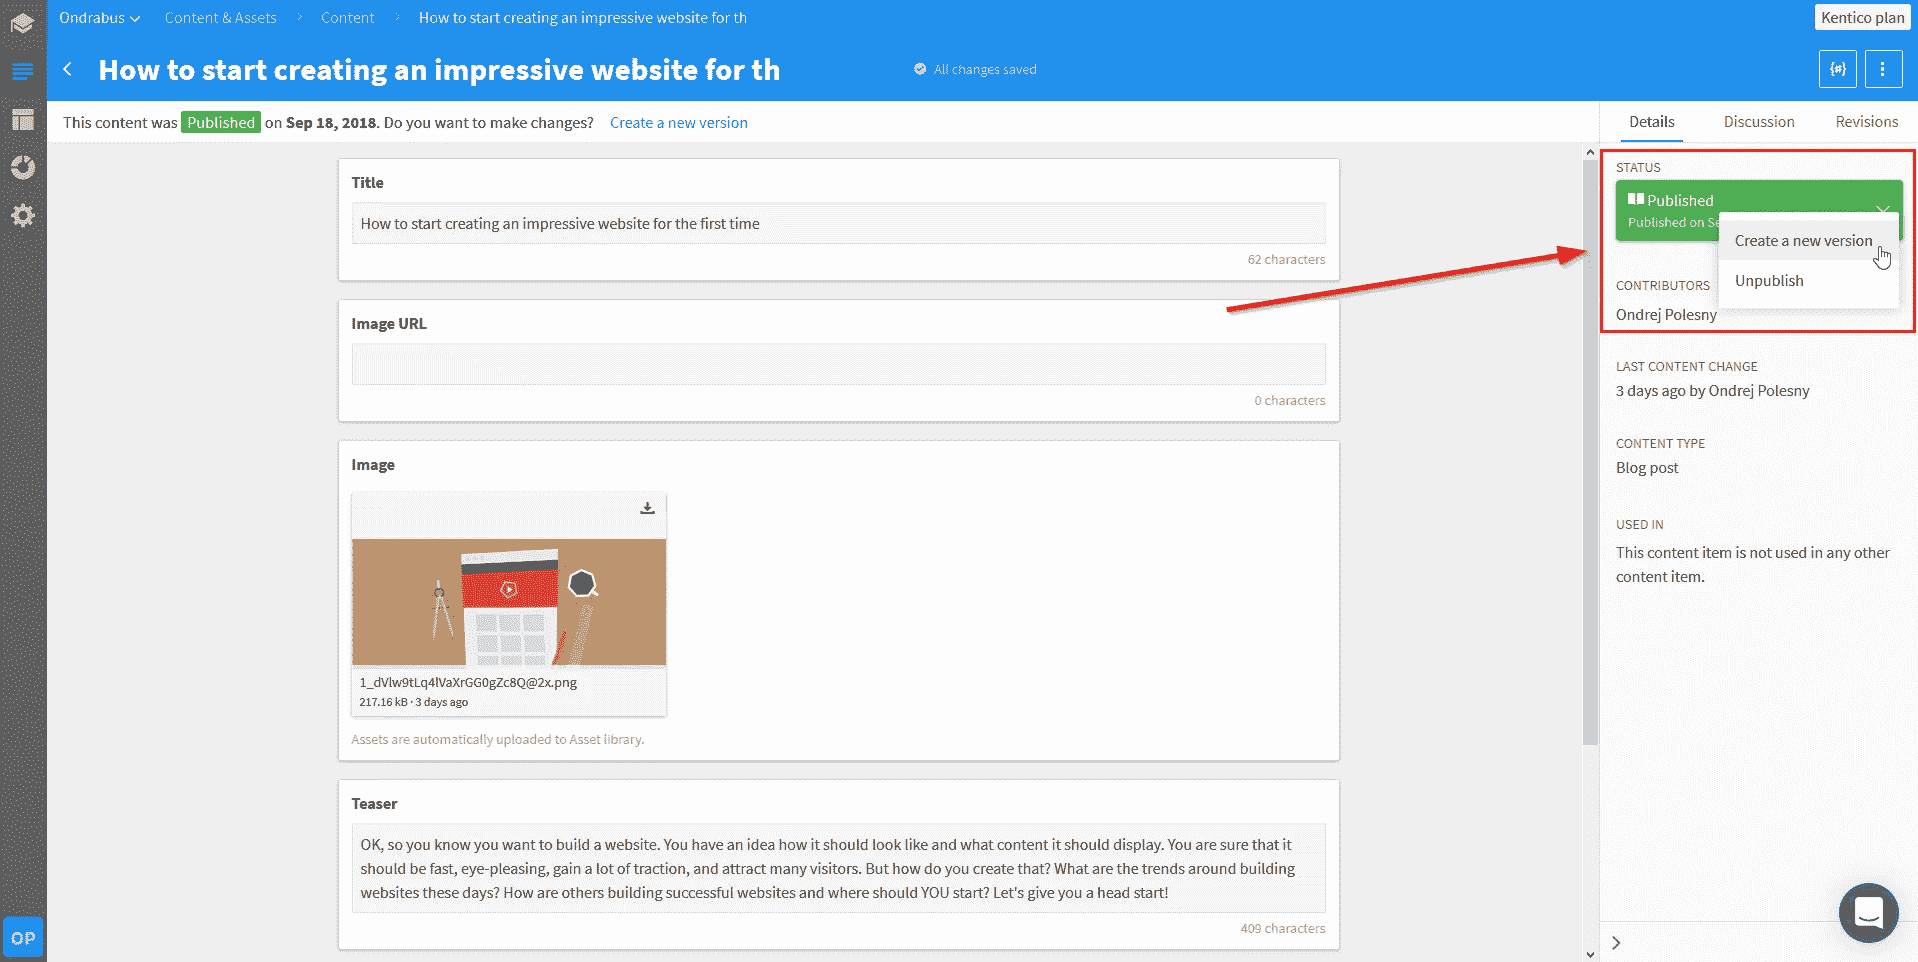 Ondrabus Content & Assets Content How to start creating an impressive website for th
Kentico plan
How to start creating an impressive website for th
All changes saved
{#}
This content was Published on Sep 18, 2018. Do you want to make changes? Create a new version
Details Discussion Revisions
Title
How to start creating an impressive website for the first time
62 characters
Image URL
0 characters
Image
1_dVlw9tLq4lVaXrGG0gZc8Q@2x.png
217.16 kB · 3 days ago
Assets are automatically uploaded to Asset library.
Teaser
OK, so you know you want to build a website. You have an idea how it should look like and what content it should display. You are sure that it
should be fast, eye-pleasing, gain a lot of traction, and attract many visitors. But how do you create that? What are the trends around building
websites these days? How are others building successful websites and where should YOU start? Let's give you a head start!
409 characters
STATUS
Published
Published on Se
Create a new version
Unpublish
CONTRIBUTORS
Ondrej Polesny
LAST CONTENT CHANGE
3 days ago by Ondrej Polesny
CONTENT TYPE
Blog post
USED IN
This content item is not used in any other
content item.
OP